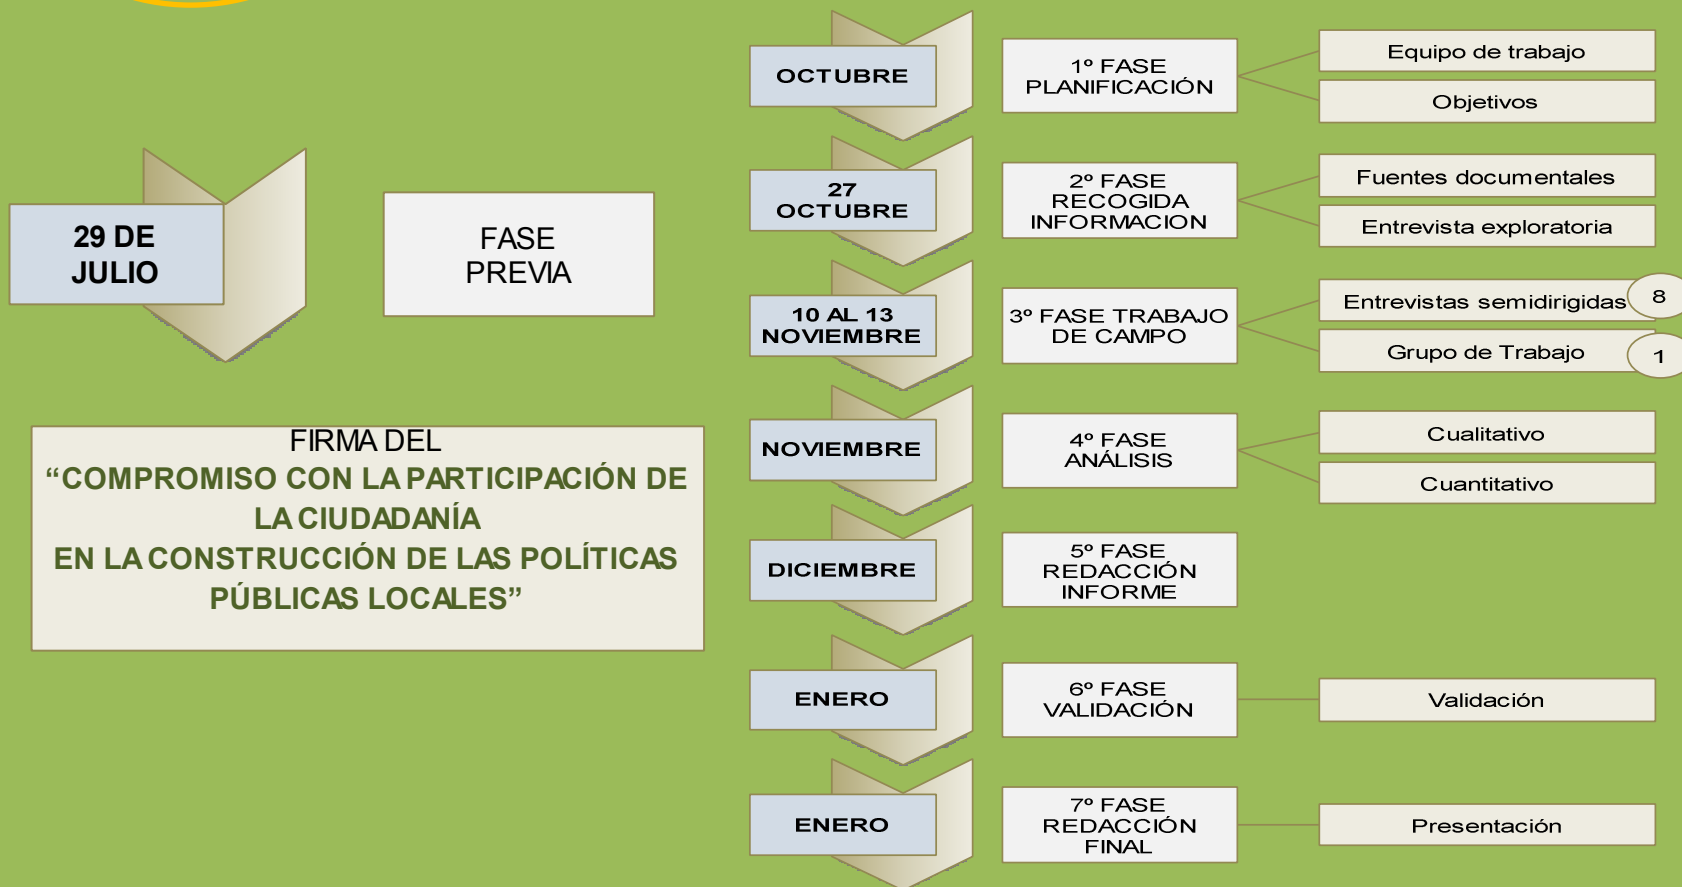 29 DE
JULIO
FASE
PREVIA
FIRMA DEL
“COMPROMISO CON LA PARTICIPACIÓN DE
LA CIUDADANÍA
EN LA CONSTRUCCIÓN DE LAS POLÍTICAS
PÚBLICAS LOCALES”
OCTUBRE
1º FASE
PLANIFICACIÓN
Equipo de trabajo
Objetivos
27
OCTUBRE
2º FASE
RECOGIDA
INFORMACION
Fuentes documentales
Entrevista exploratoria
10 AL 13
NOVIEMBRE
3º FASE TRABAJO
DE CAMPO
Entrevistas semidirigidas
8
Grupo de Trabajo
1
NOVIEMBRE
4º FASE
ANÁLISIS
Cualitativo
Cuantitativo
DICIEMBRE
5º FASE
REDACCIÓN
INFORME
ENERO
6º FASE
VALIDACIÓN
Validación
ENERO
7º FASE
REDACCIÓN
FINAL
Presentación